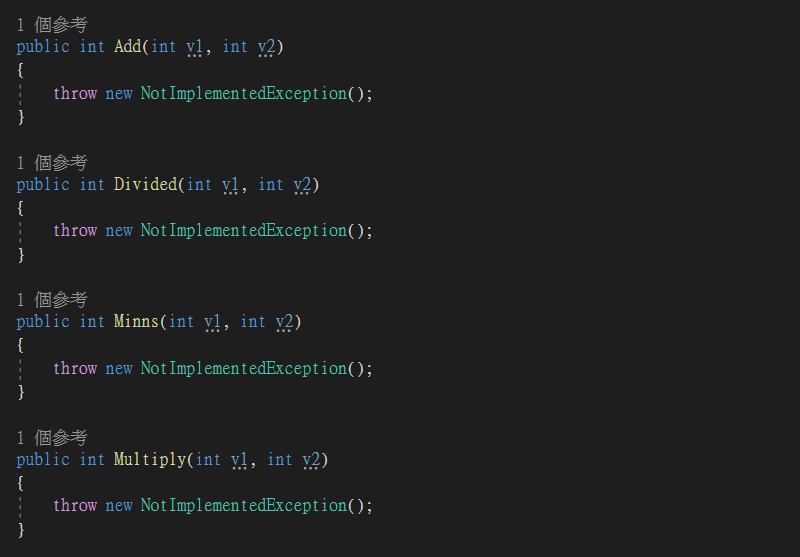 1 個參考
public int Add(int v1, int v2)
{
throw new NotImplementedException();
}
1 個參考
public int Divided(int v1, int v2)
{
throw new NotImplementedException();
}
1 個參考
public int Minns(int v1, int v2)
{
throw new NotImplementedException();
}
1 個參考
public int Multiply(int v1, int v2)
{
throw new NotImplementedException();
}